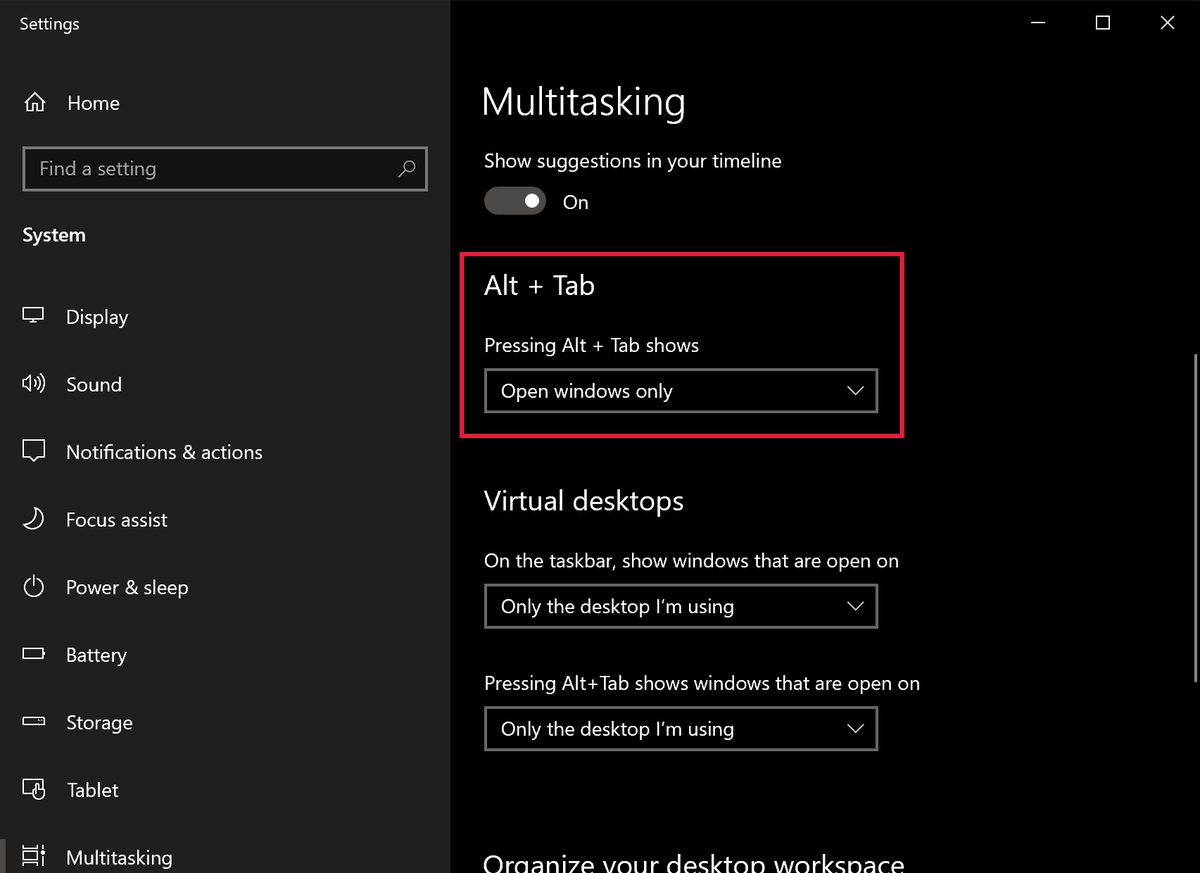 Settings
Home
Find a setting
System
Display
Sound
Notifications & actions
Focus assist
Power & sleep
Battery
Storage
Tablet
Multitasking
Multitasking
Show suggestions in your timeline
On
Alt + Tab
Pressing Alt + Tab shows
Open windows only
Virtual desktops
On the taskbar, show windows that are open on
Only the desktop I’m using
Pressing Alt+Tab shows windows that are open on
Only the desktop I’m using
Organize your desktop workspace